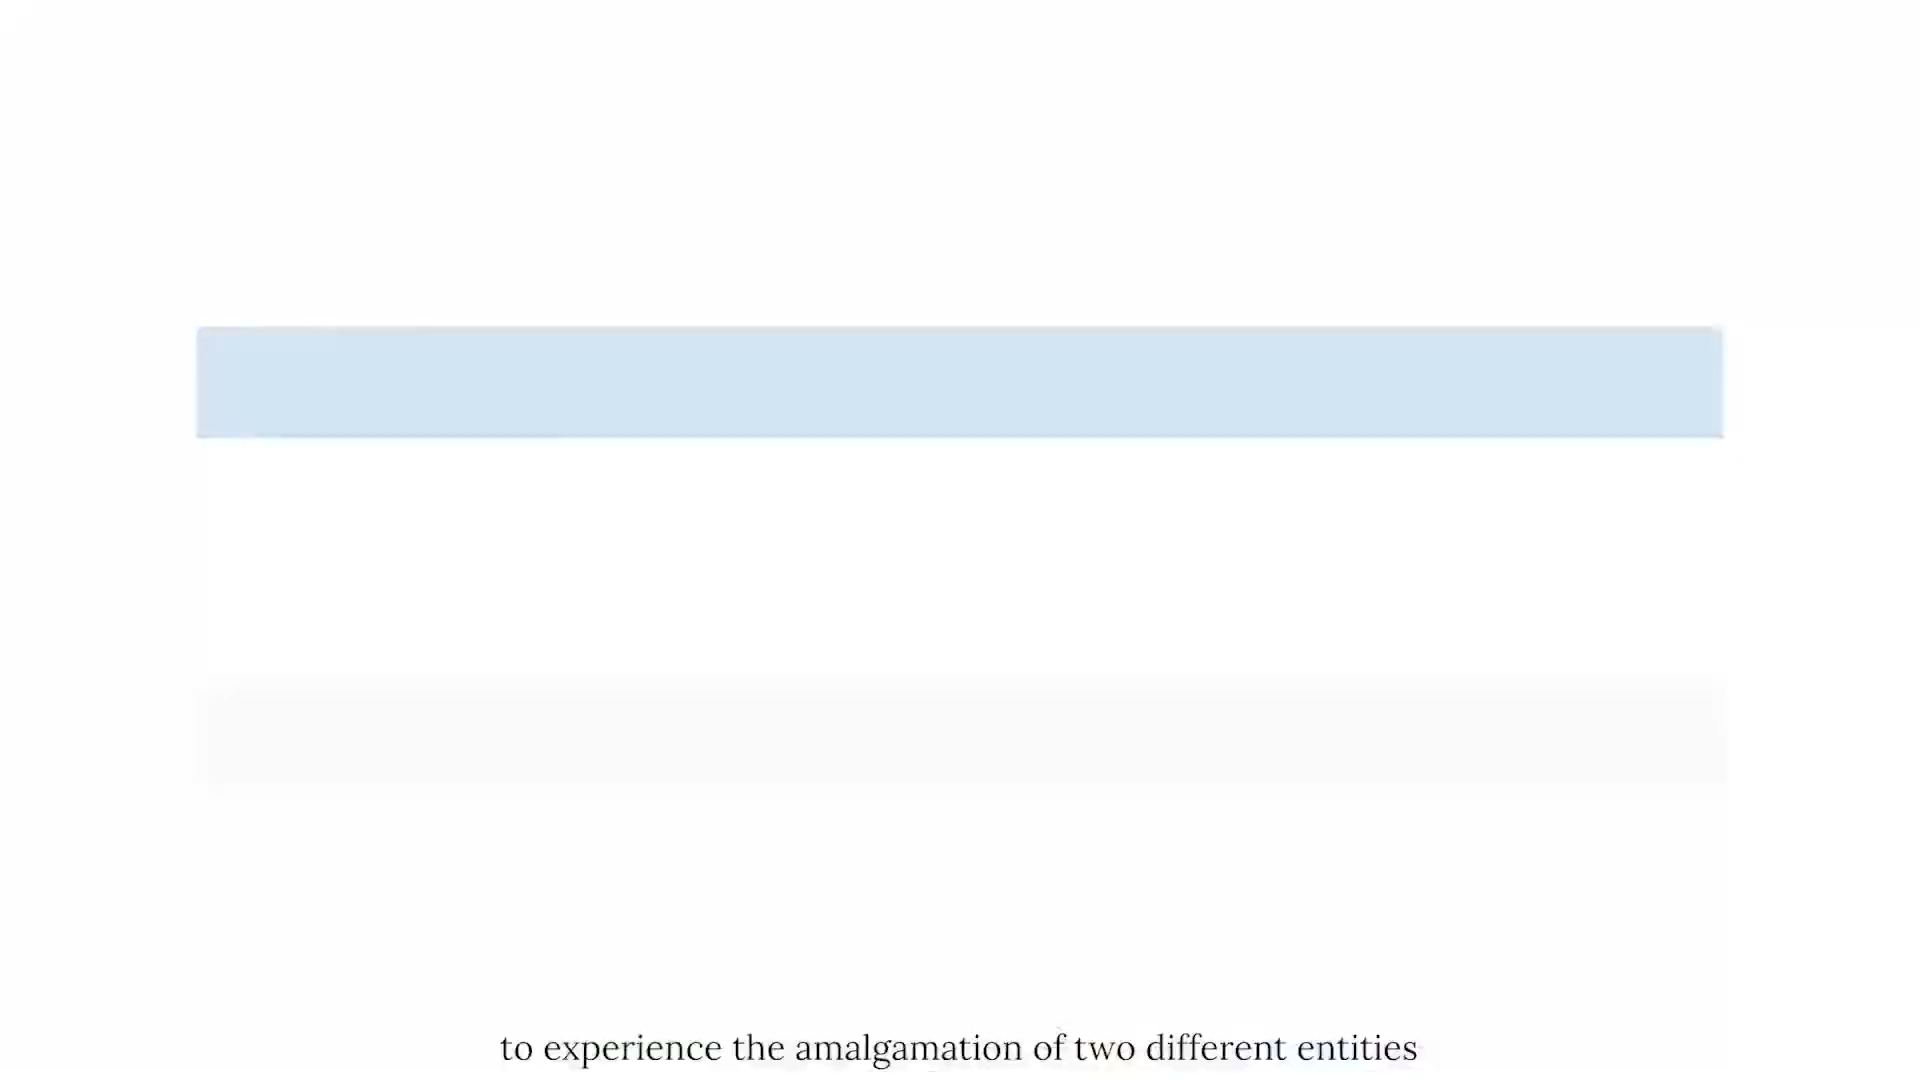 to experience the amalgamation of two different entities